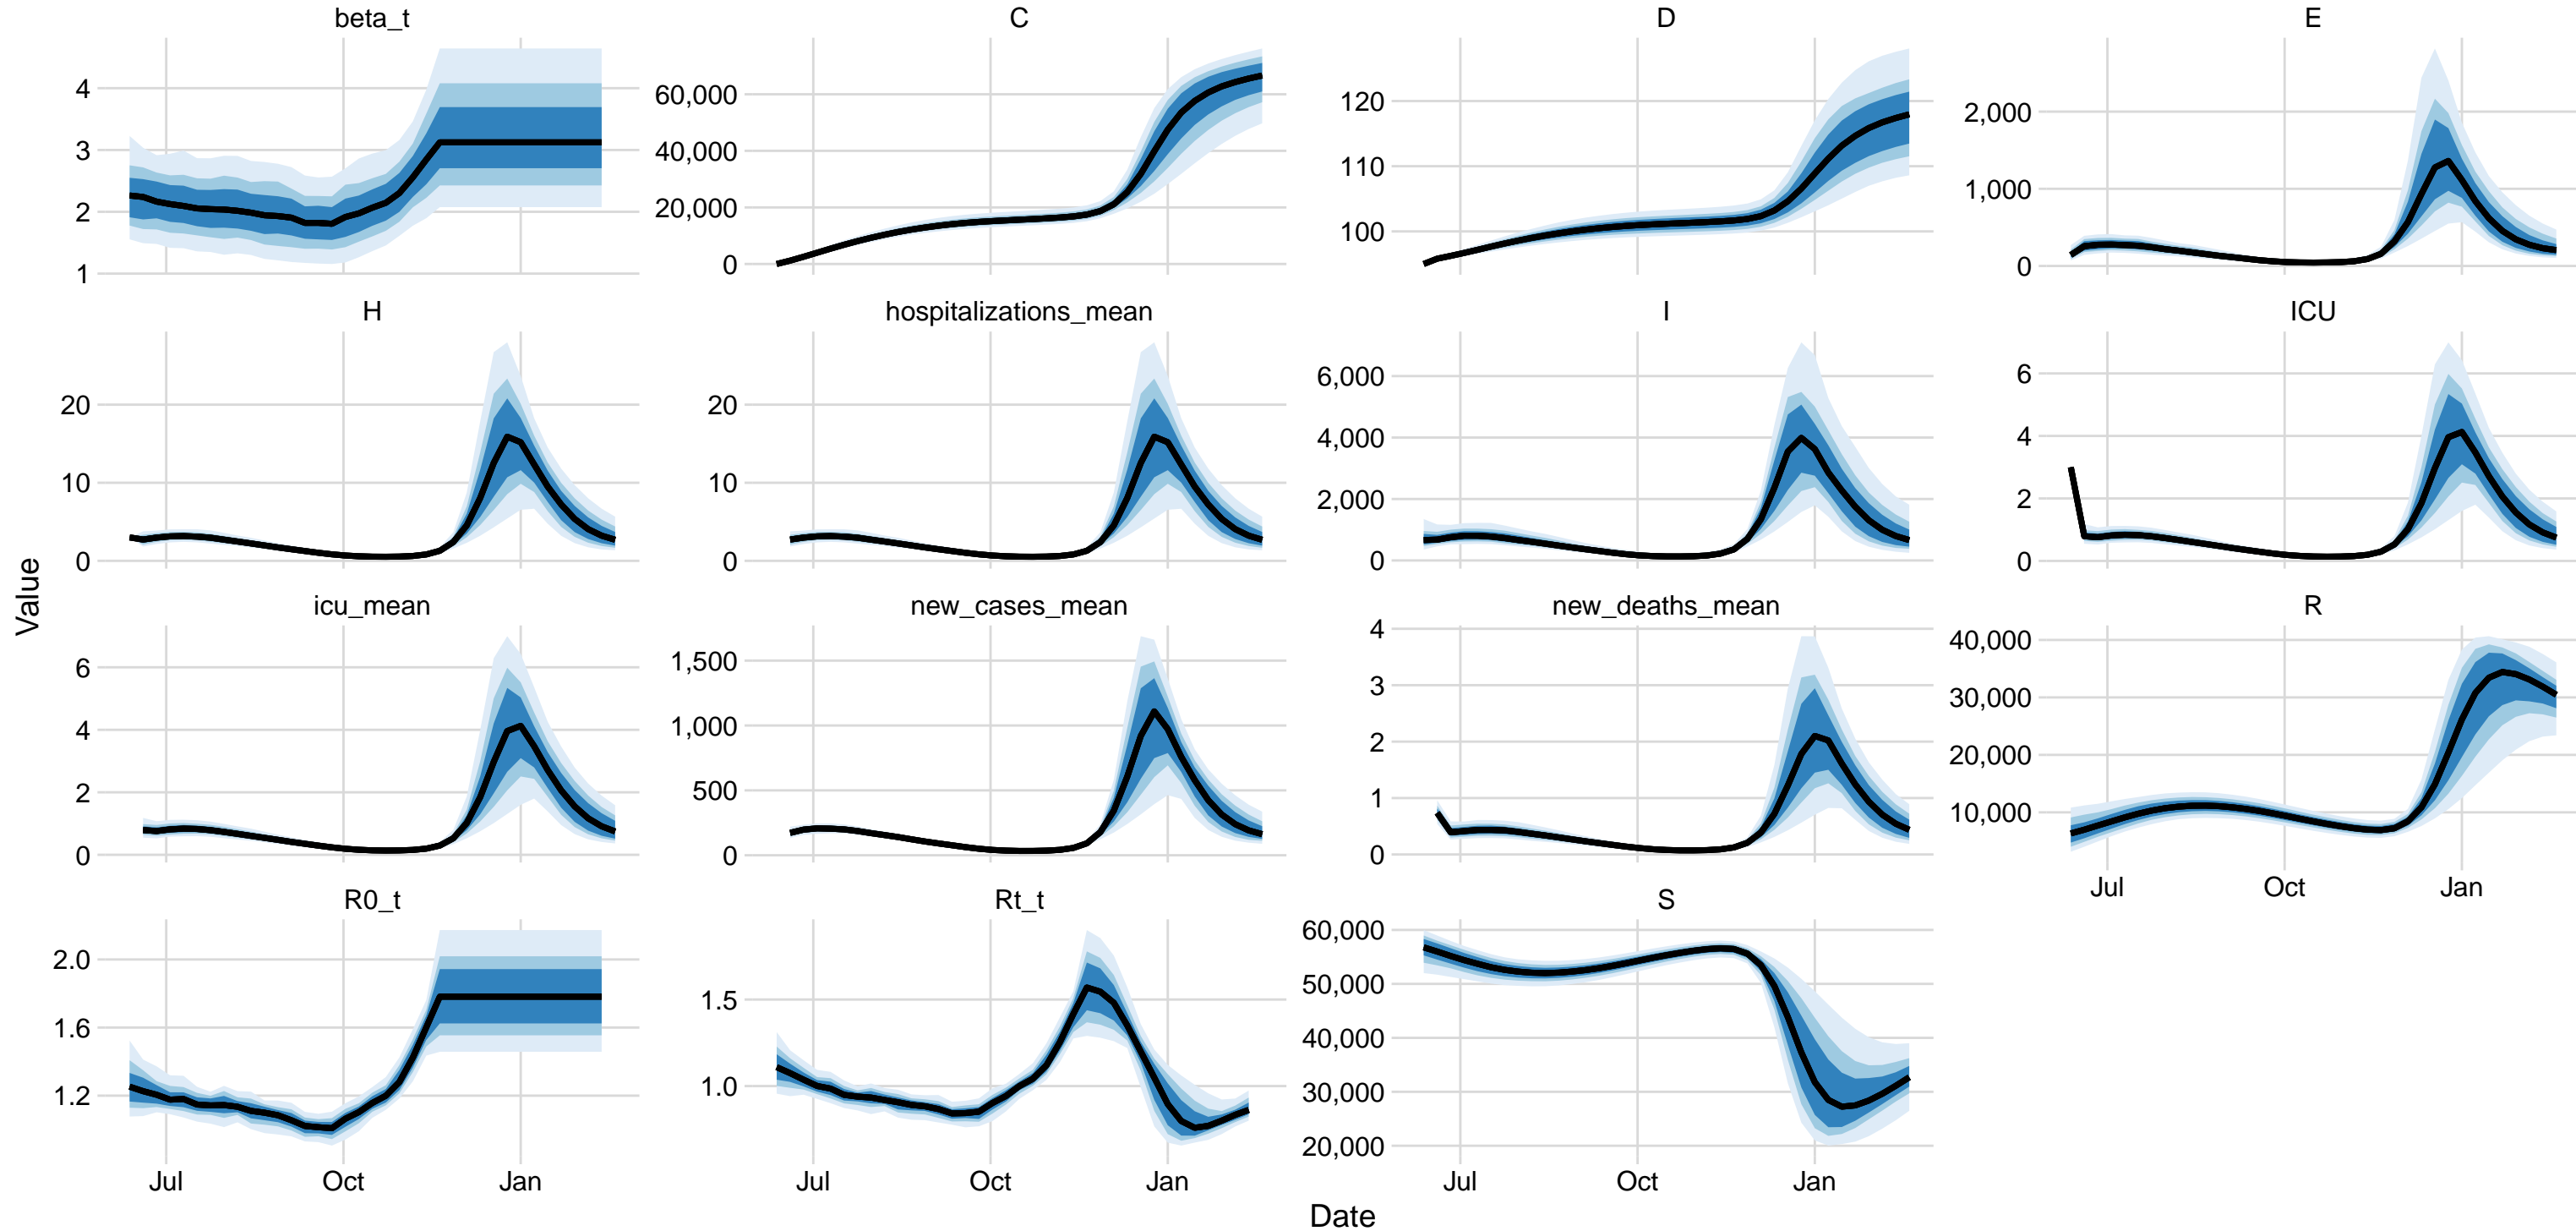 beta_t
C
D
E
4
3
2
1
60,000
40,000
20,000
0
120
110
100
2,000
1,000
0
H
hospitalizations_mean
I
ICU
20
10
0
20
10
0
6,000
4,000
2,000
0
6
4
2
0
Value
icu_mean
new_cases_mean
new_deaths_mean
R
6
4
2
0
1,500
1,000
500
0
4
3
2
1
0
40,000
30,000
20,000
10,000
Jul Oct Jan
R0_t
Rt_t
S
2.0
1.6
1.2
1.5
1.0
60,000
50,000
40,000
30,000
20,000
Jul Oct Jan
Jul Oct Jan
Jul Oct Jan
Date